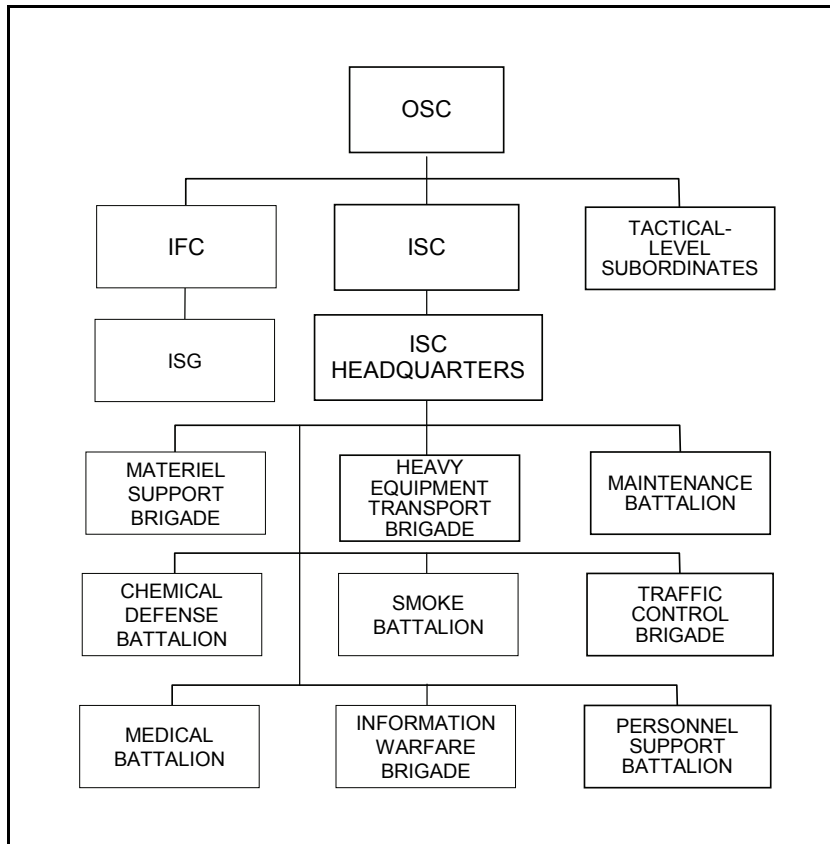 OSC
IFC
ISC
TACTICAL-
LEVEL
SUBORDINATES
ISG
ISC
HEADQUARTERS
MATERIEL
SUPPORT
BRIGADE
HEAVY
EQUIPMENT
TRANSPORT
BRIGADE
MAINTENANCE
BATTALION
CHEMICAL
DEFENSE
BATTALION
SMOKE
BATTALION
TRAFFIC
CONTROL
BRIGADE
MEDICAL
BATTALION
INFORMATION
WARFARE
BRIGADE
PERSONNEL
SUPPORT
BATTALION